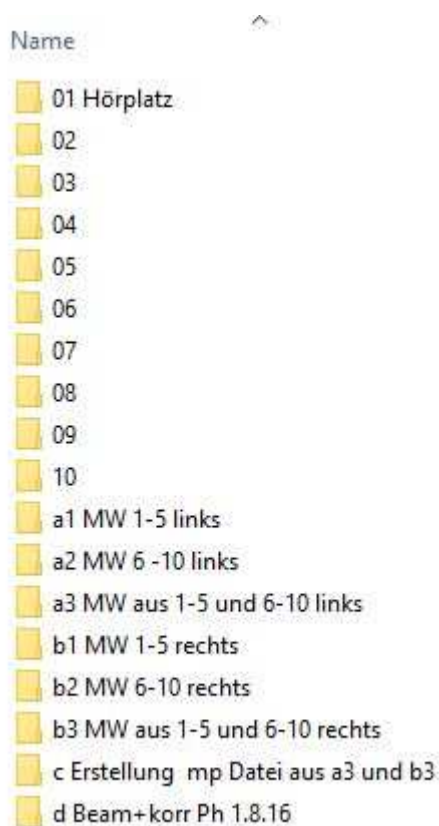 Name
01 Hörplatz
02
03
04
05
06
07
08
09
10
a1 MW 1-5 links
a2 MW 6 -10 links
a3 MW aus 1-5 und 6-10 links
b1 MW 1-5 rechts
b2 MW 6-10 rechts
b3 MW aus 1-5 und 6-10 rechts
c Erstellung  mp Datei aus a3 und b3
d Beam+korr Ph 1.8.16